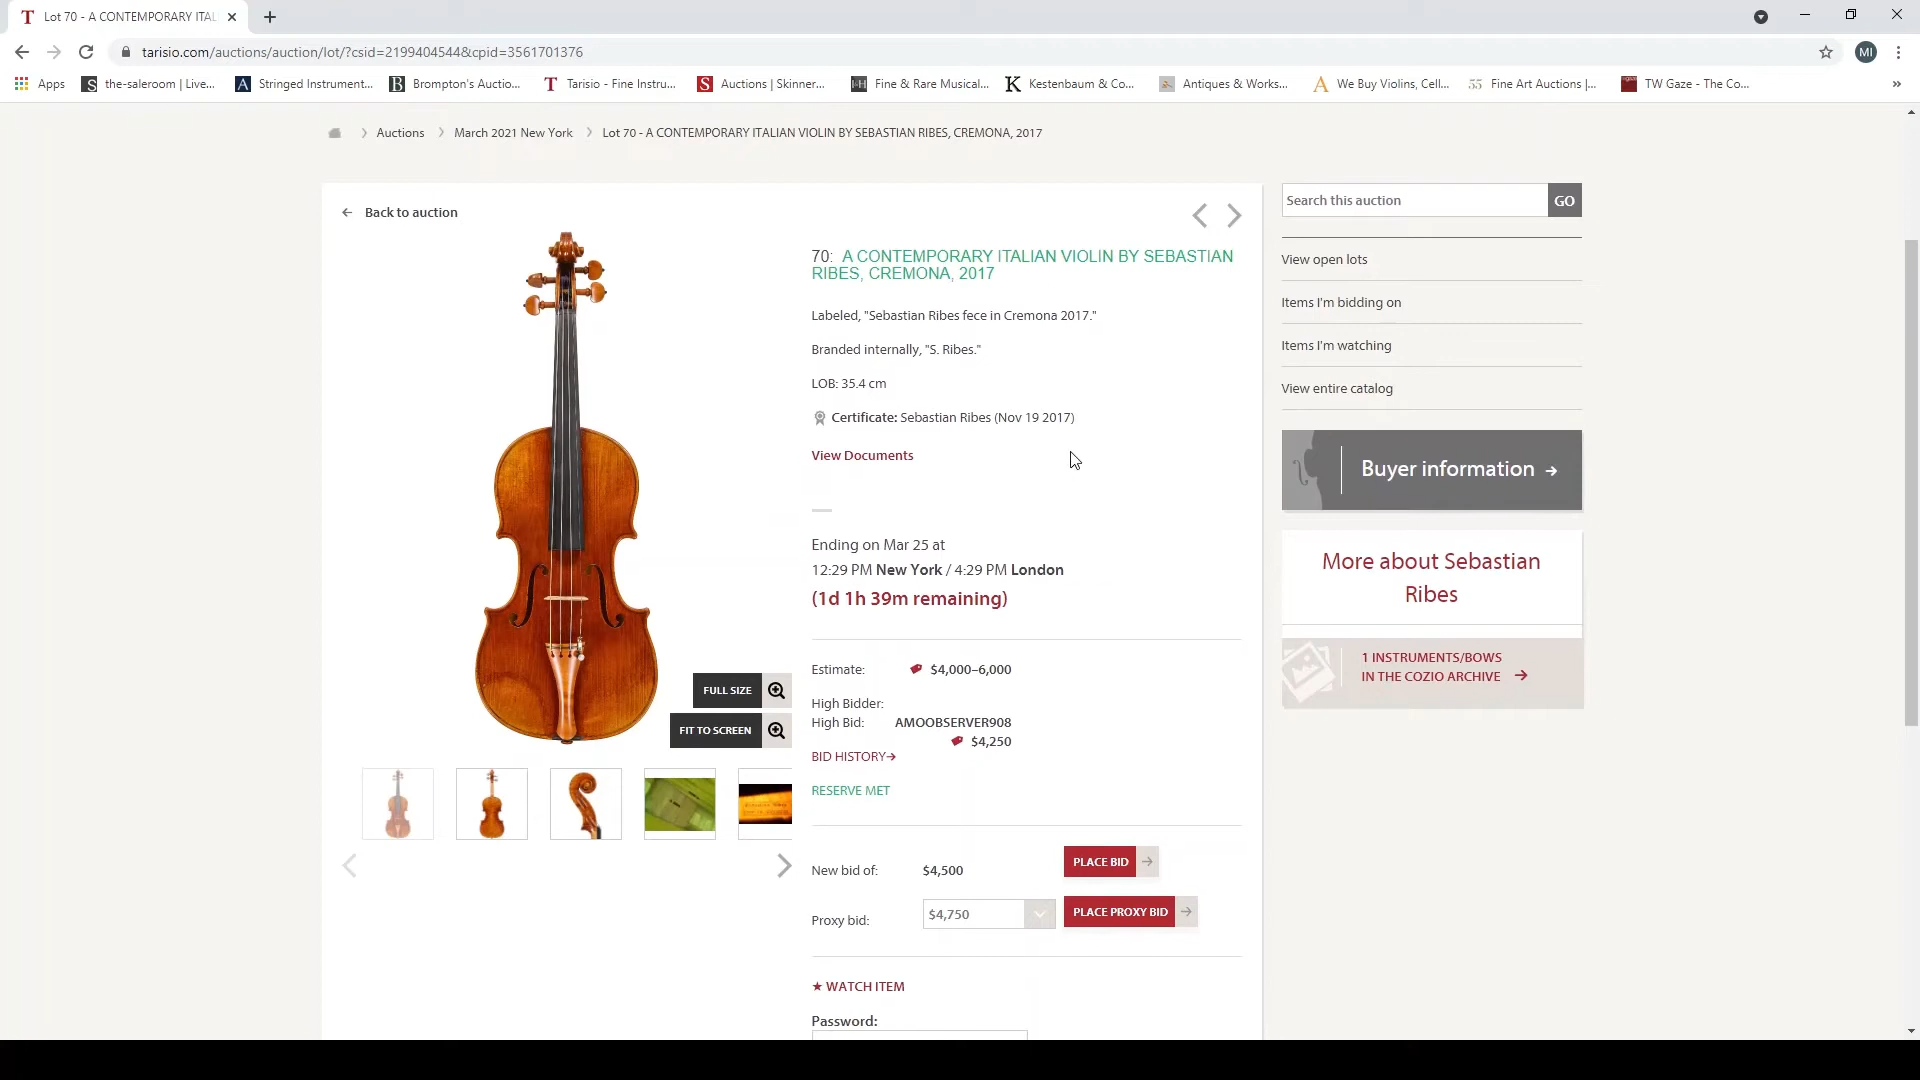 Lot 70 - A CONTEMPORARY ITAL
tarisio.com/auctions/auction/lot/?csid=2199404544&cpid=3561701376
MI
Apps
the-saleroom | Live...
Stringed Instrument...
Brompton's Auctio...
Tarisio - Fine Instru...
Auctions | Skinner...
Fine & Rare Musical...
Kestenbaum & Co...
Antiques & Works...
We Buy Violins, Cell...
Fine Art Auctions |...
TW Gaze - The Co...
»
Auctions
March 2021 New York
Lot 70 - A CONTEMPORARY ITALIAN VIOLIN BY SEBASTIAN RIBES, CREMONA, 2017
Back to auction
70: A CONTEMPORARY ITALIAN VIOLIN BY SEBASTIAN
RIBES, CREMONA, 2017
Labeled, "Sebastian Ribes fece in Cremona 2017."
Branded internally, "S. Ribes."
LOB: 35.4 cm
Certificate: Sebastian Ribes (Nov 19 2017)
View Documents
Ending on Mar 25 at
12:29 PM New York / 4:29 PM London
(1d 1h 39m remaining)
Estimate: $4,000–6,000
High Bidder:
High Bid: AMOOBSERVER908
$4,250
BID HISTORY→
RESERVE MET
New bid of: $4,500 PLACE BID
Proxy bid: $4,750 PLACE PROXY BID
★ WATCH ITEM
Password:
FULL SIZE
FIT TO SCREEN
Search this auction GO
View open lots
Items I'm bidding on
Items I'm watching
View entire catalog
Buyer information →
More about Sebastian
Ribes
1 INSTRUMENTS/BOWS
IN THE COZIO ARCHIVE →